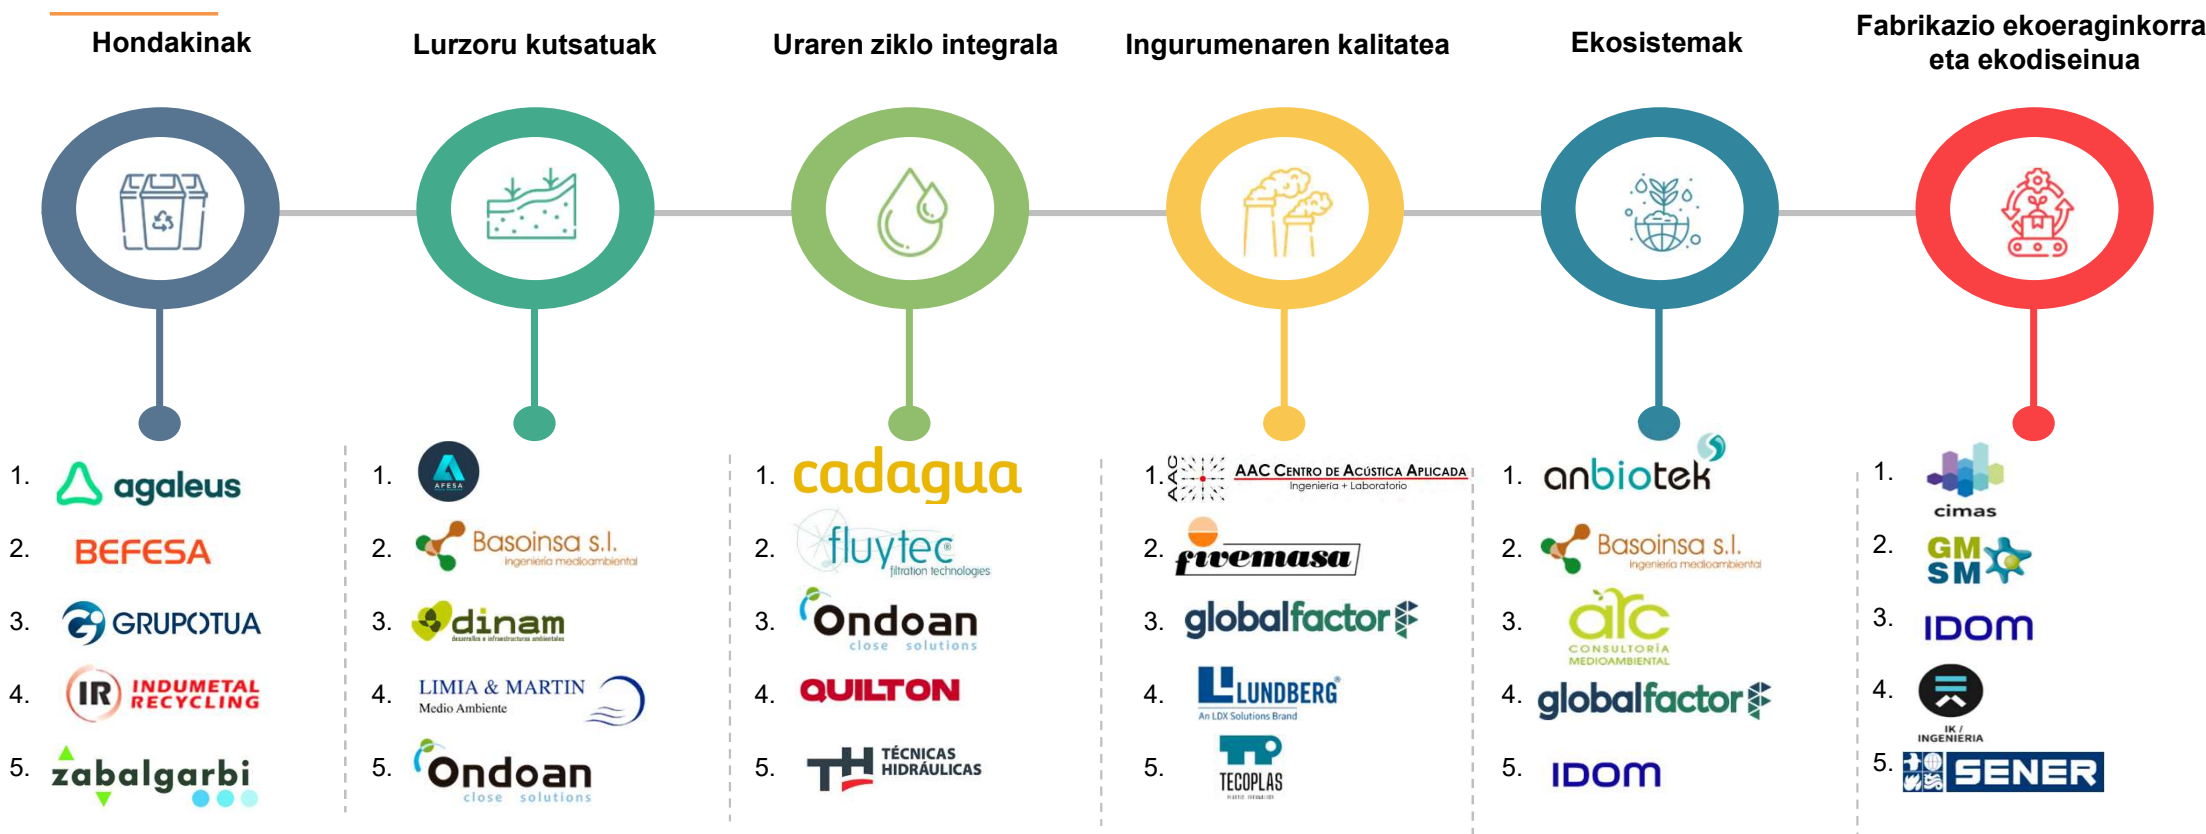 Hondakinak
Lurzoru kutsatuak
Uraren ziklo integrala
Ingurumenaren kalitatea
Ekosistemak
Fabrikazio ekoeraginkorra
eta ekodiseinua
1. agaleus
2. BEFESA
3. GRUPOTUA
4. IR INDUMETAL
RECYCLING
5. zabalgarbi
1. AFESA
2. Basoinsa s.l.
ingeniería medioambiental
3. dinam
desarrollos e infraestructuras ambientales
4. LIMIA & MARTIN
Medio Ambiente
5. Ondoan
close solutions
1. cadagua
2. fluytec®
filtration technologies
3. Ondoan
close solutions
4. QUILTON
5. TH TÉCNICAS
HIDRÁULICAS
1. AAC AAC CENTRO DE ACÚSTICA APLICADA
Ingeniería + Laboratorio
2. fivemasa
3. globalfactor
4. LUNDBERG®
An LDX Solutions Brand
5. TECOPLAS
1. anbiotek
2. Basoinsa s.l.
ingeniería medioambiental
3. arc
CONSULTORÍA
MEDIOAMBIENTAL
4. globalfactor
5. IDOM
1. cimas
2. GM
SM
3. IDOM
4. IK /
INGENIERIA
5. SENER